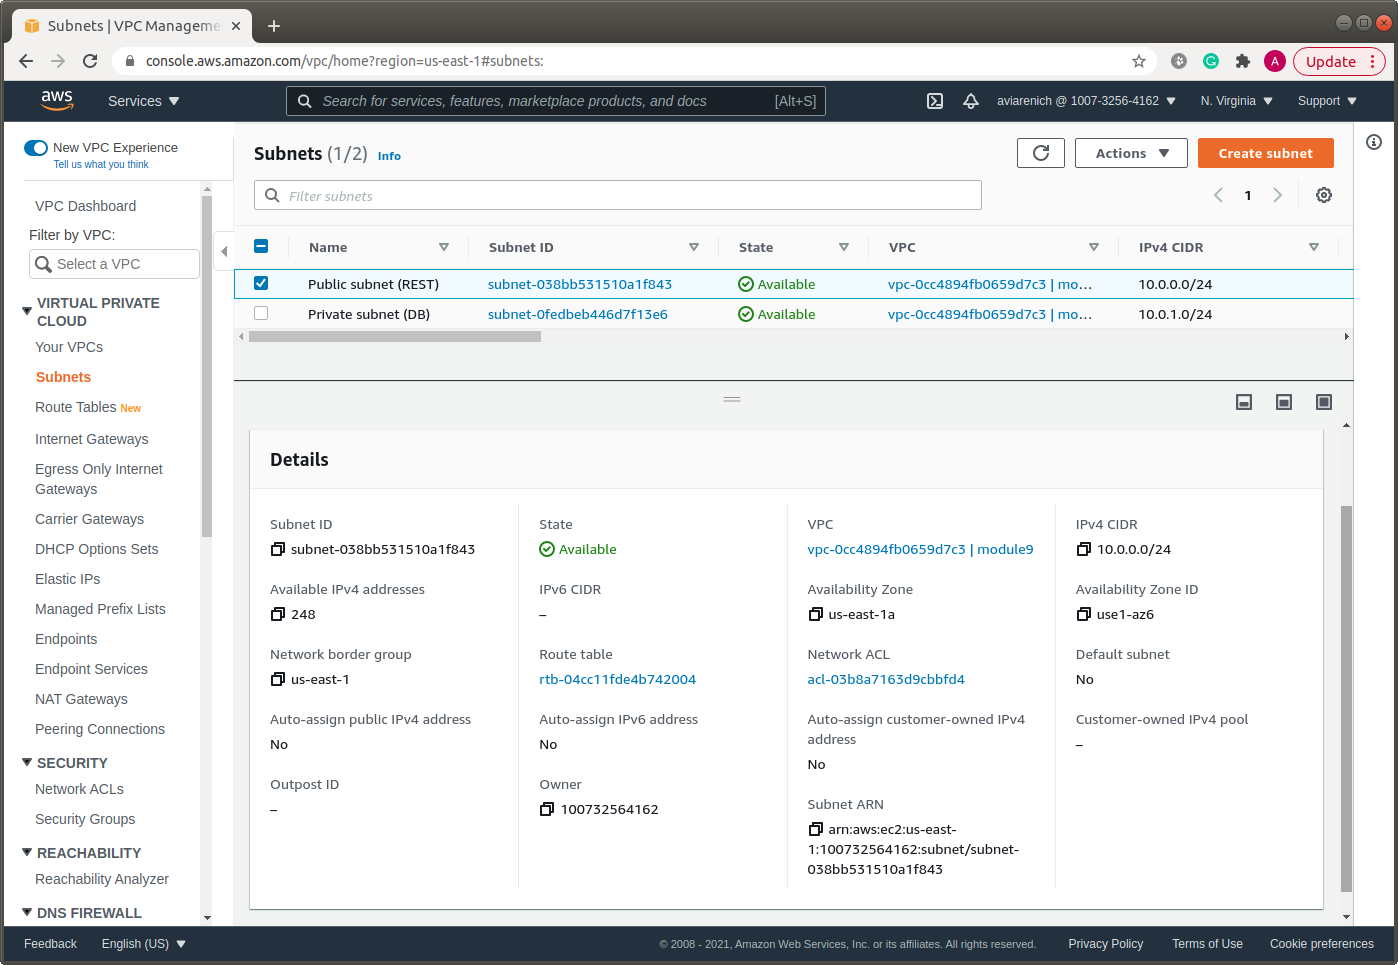 Subnets | VPC Manageme
console.aws.amazon.com/vpc/home?region=us-east-1#subnets:
A
Update
aws
Services
Search for services, features, marketplace products, and docs [Alt+S]
aviarenich @ 1007-3256-4162
N. Virginia
Support
New VPC Experience
Tell us what you think
VPC Dashboard
Filter by VPC:
Select a VPC
VIRTUAL PRIVATE
CLOUD
Your VPCs
Subnets
Route Tables New
Internet Gateways
Egress Only Internet
Gateways
Carrier Gateways
DHCP Options Sets
Elastic IPs
Managed Prefix Lists
Endpoints
Endpoint Services
NAT Gateways
Peering Connections
SECURITY
Network ACLs
Security Groups
REACHABILITY
Reachability Analyzer
DNS FIREWALL
Subnets (1/2) Info
Actions
Create subnet
Filter subnets
1
Name Subnet ID State VPC IPv4 CIDR
Public subnet (REST) subnet-038bb531510a1f843 Available vpc-0cc4894fb0659d7c3 | mo... 10.0.0.0/24
Private subnet (DB) subnet-0fedbeb446d7f13e6 Available vpc-0cc4894fb0659d7c3 | mo... 10.0.1.0/24
Details
Subnet ID
subnet-038bb531510a1f843
Available IPv4 addresses
248
Network border group
us-east-1
Auto-assign public IPv4 address
No
Outpost ID
–
State
Available
IPv6 CIDR
–
Route table
rtb-04cc11fde4b742004
Auto-assign IPv6 address
No
Owner
100732564162
VPC
vpc-0cc4894fb0659d7c3 | module9
Availability Zone
us-east-1a
Network ACL
acl-03b8a7163d9cbbfd4
Auto-assign customer-owned IPv4
address
No
Subnet ARN
arn:aws:ec2:us-east-
1:100732564162:subnet/subnet-
038bb531510a1f843
IPv4 CIDR
10.0.0.0/24
Availability Zone ID
use1-az6
Default subnet
No
Customer-owned IPv4 pool
–
Feedback
English (US)
© 2008 - 2021, Amazon Web Services, Inc. or its affiliates. All rights reserved.
Privacy Policy
Terms of Use
Cookie preferences